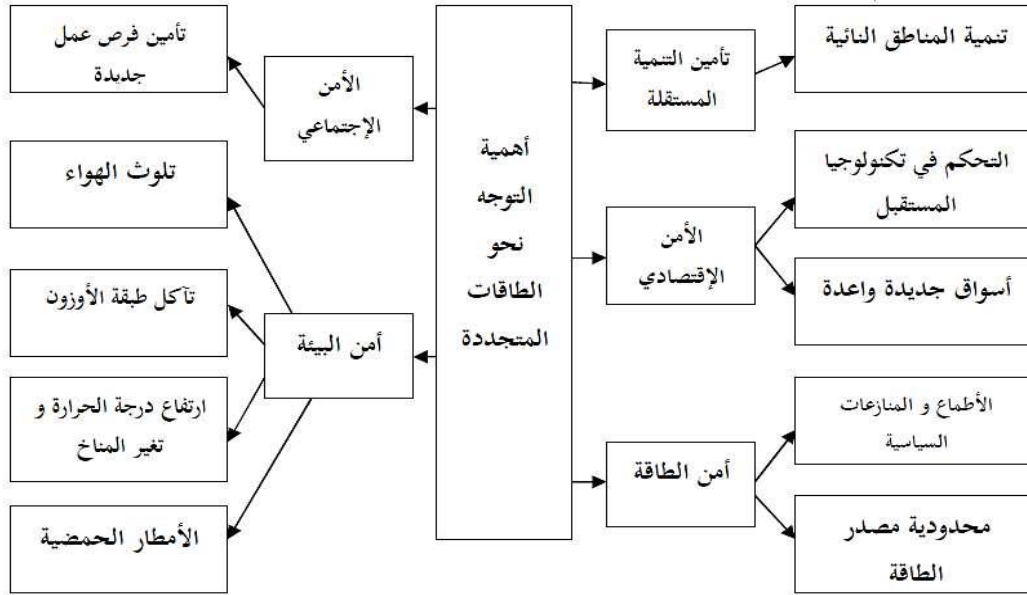 أهمية
التوجه
نحو
الطاقات
المتجددة
تأمين التنمية
المستقلة
تنمية المناطق النائية
الأمن
الإقتصادي
التحكم في تكنولوجيا
المستقبل
أسواق جديدة واعدة
أمن الطاقة
الأطماع و المنازعات
السياسية
محدودية مصدر
الطاقة
الأمن
الإجتماعي
تأمين فرص عمل
جديدة
أمن البيئة
تلوث الهواء
تآكل طبقة الأوزون
ارتفاع درجة الحرارة و
تغير المناخ
الأمطار الحمضية